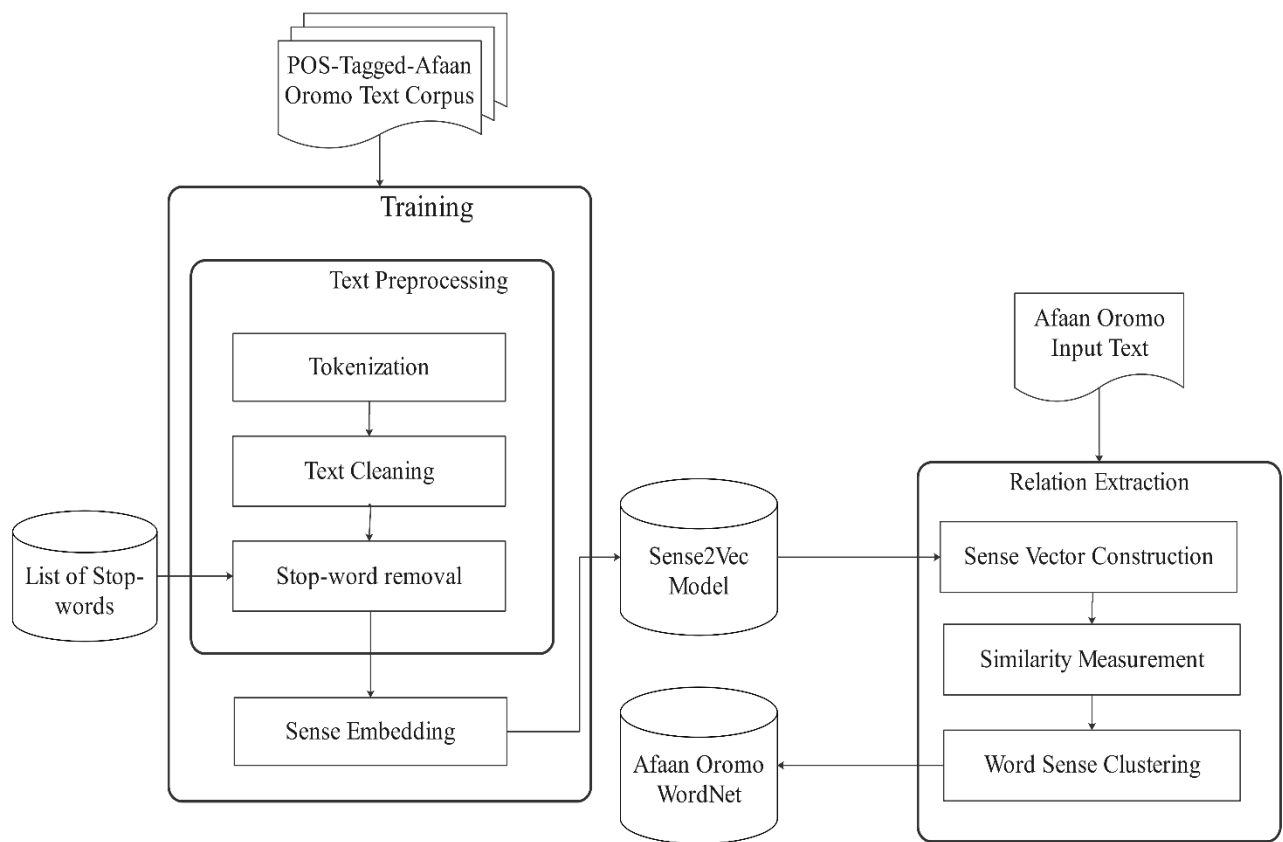 POS-Tagged-Afaan
Oromo Text Corpus
Training
Text Preprocessing
Tokenization
Text Cleaning
Stop-word removal
List of Stop-
words
Sense Embedding
Sense2Vec
Model
Afaan Oromo
WordNet
Afaan Oromo
Input Text
Relation Extraction
Sense Vector Construction
Similarity Measurement
Word Sense Clustering